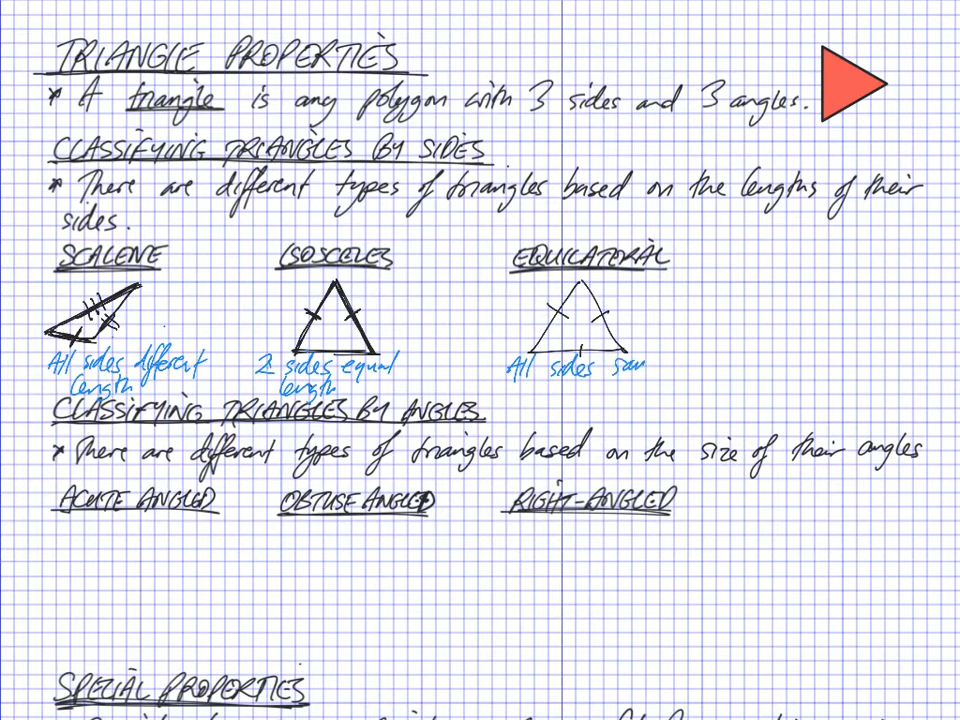 TRIANGLE PROPERTIES
* A triangle is any polygon with 3 sides and 3 angles.
CLASSIFYING TRIANGLES BY SIDES
* There are different types of triangles based on the lengths of their
sides.
SCALENE ISOSCELES EQUILATERAL
All sides different 2 sides equal All sides sam
length length
CLASSIFYING TRIANGLES BY ANGLES
* There are different types of triangles based on the size of their angles
ACUTE ANGLED OBTUSE ANGLED RIGHT-ANGLED
SPECIAL PROPERTIES